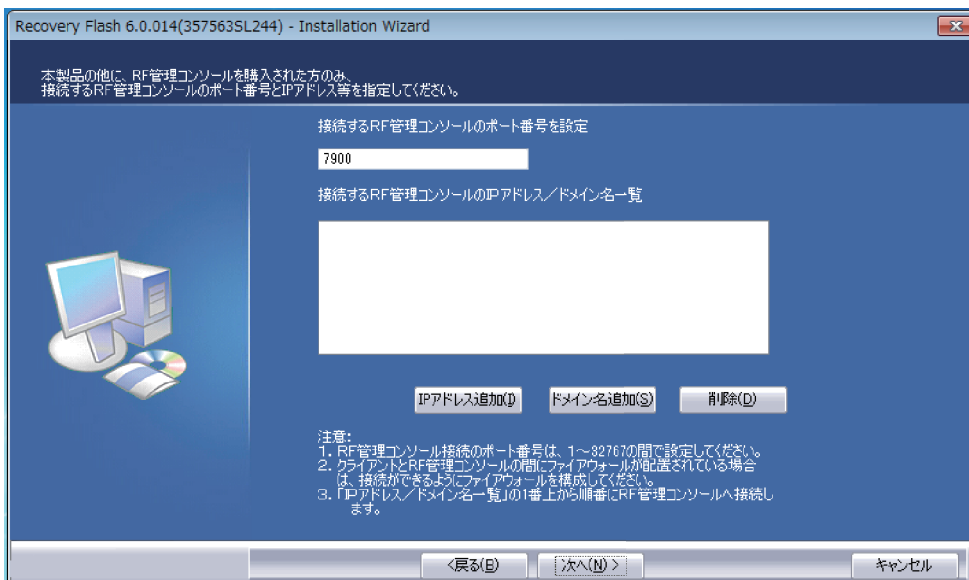 Recovery Flash 6.0.014(357563SL244) - Installation Wizard
本製品の他に、RF管理コンソールを購入された方のみ、
接続するRF管理コンソールのポート番号とIPアドレス等を指定してください。
接続するRF管理コンソールのポート番号を設定
7900
接続するRF管理コンソールのIPアドレス／ドメイン名一覧
IPアドレス追加(I)
ドメイン名追加(S)
削除(D)
注意:
1. RF管理コンソール接続のポート番号は、1～32767の間で設定してください。
2. クライアントとRF管理コンソールの間にファイアウォールが配置されている場合
は、接続ができるようにファイアウォールを構成してください。
3. 「IPアドレス／ドメイン名一覧」の1番上から順番にRF管理コンソールへ接続し
ます。
<戻る(B)
次へ(N) >
キャンセル